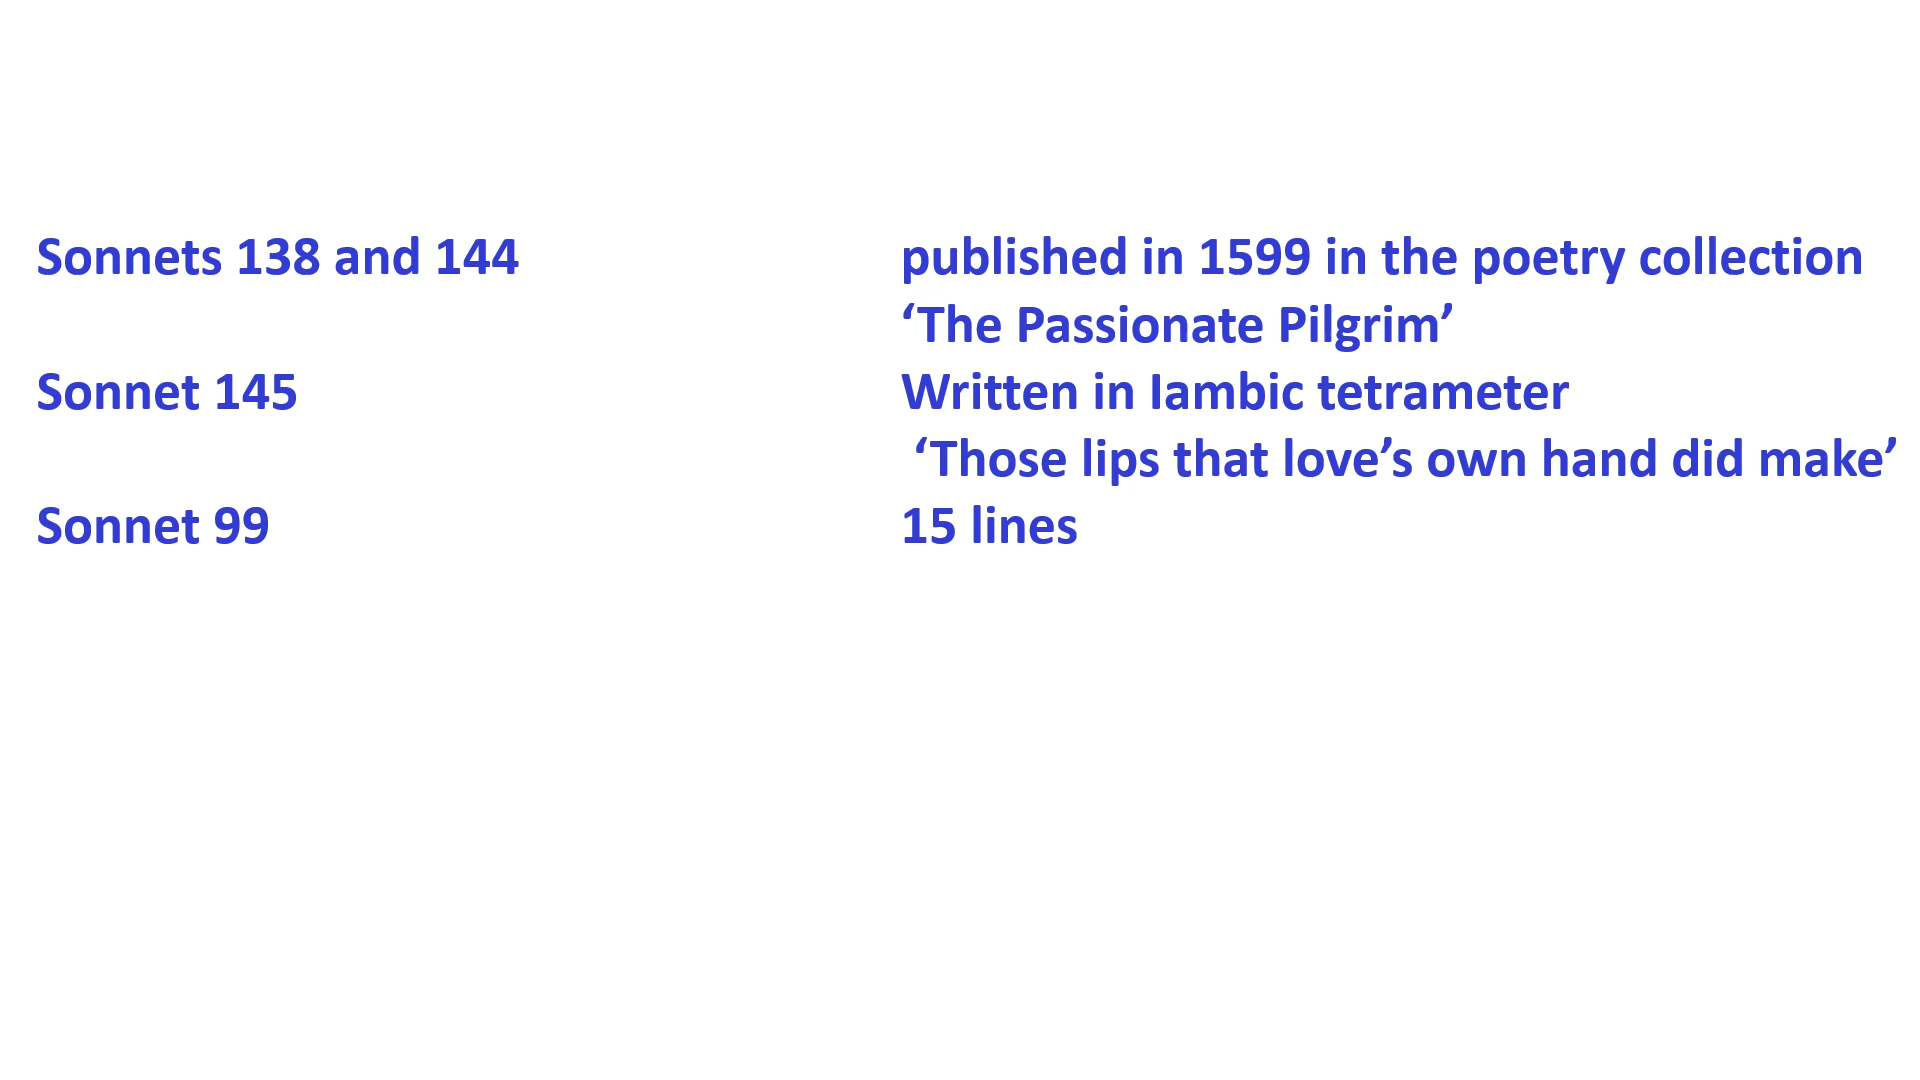 Sonnets 138 and 144 published in 1599 in the poetry collection
‘The Passionate Pilgrim’
Sonnet 145 Written in Iambic tetrameter
‘Those lips that love’s own hand did make’
Sonnet 99 15 lines